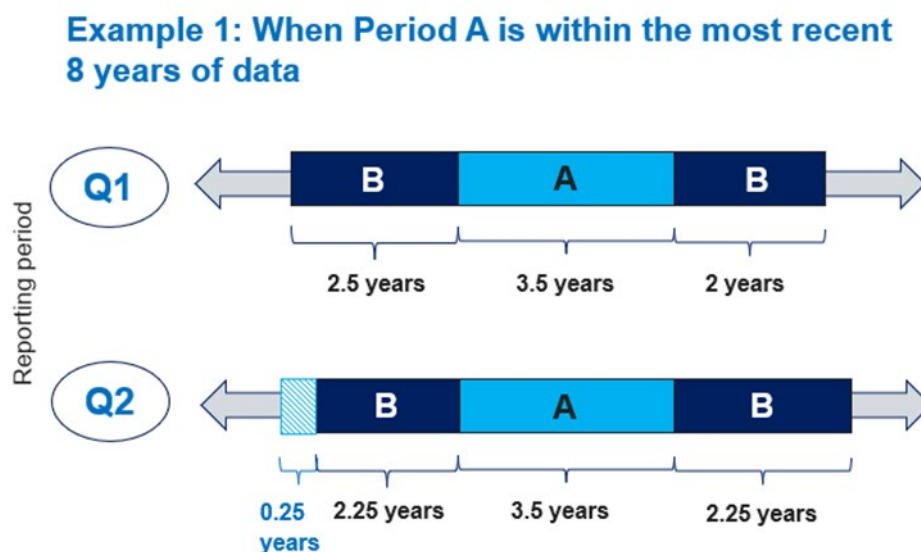 Example 1: When Period A is within the most recent
8 years of data
Reporting period
Q1
B
A
B
2.5 years
3.5 years
2 years
Q2
B
A
B
0.25
years
2.25 years
3.5 years
2.25 years